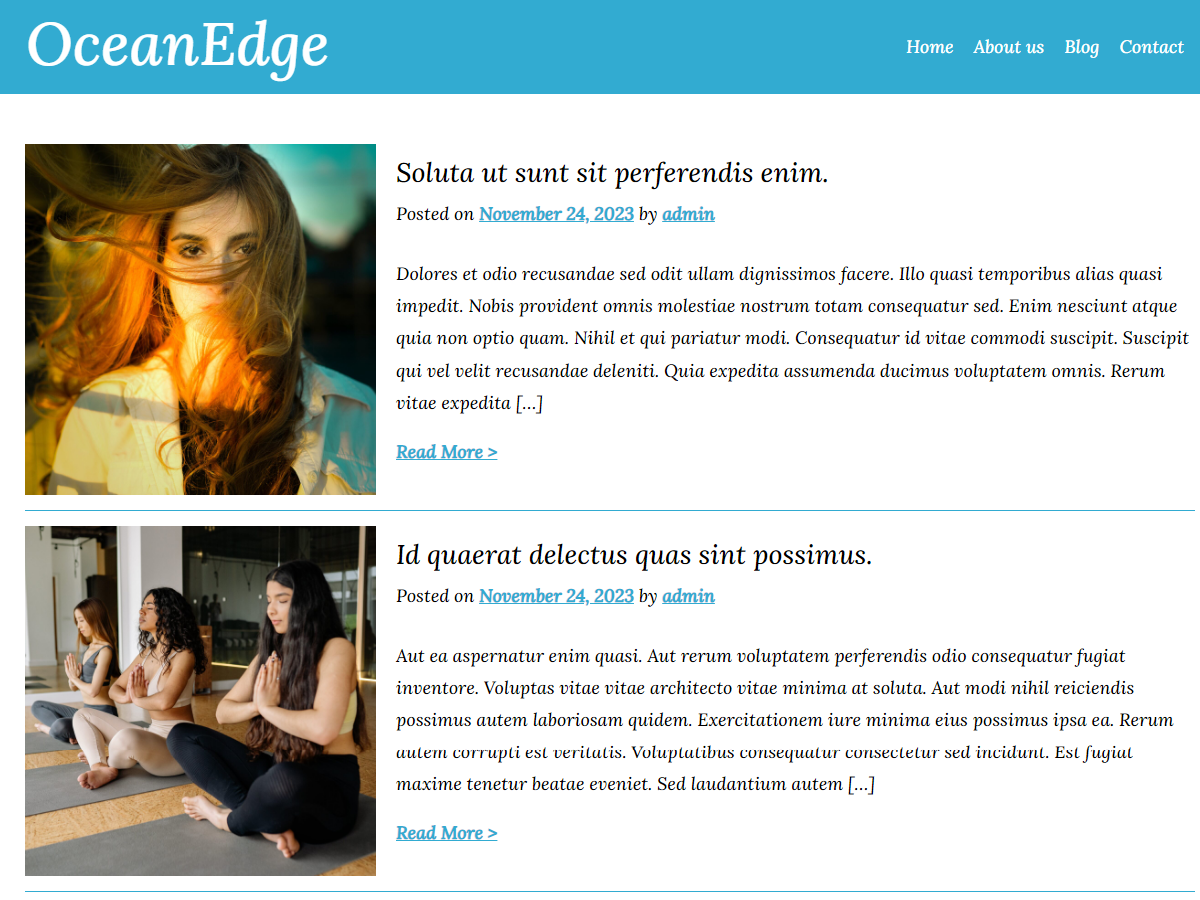 OceanEdge
Home About us Blog Contact
Soluta ut sunt sit perferendis enim.
Posted on November 24, 2023 by admin
Dolores et odio recusandae sed odit ullam dignissimos facere. Illo quasi temporibus alias quasi
impedit. Nobis provident omnis molestiae nostrum totam consequatur sed. Enim nesciunt atque
quia non optio quam. Nihil et qui pariatur modi. Consequatur id vitae commodi suscipit. Suscipit
qui vel velit recusandae deleniti. Quia expedita assumenda ducimus voluptatem omnis. Rerum
vitae expedita […]
Read More >
Id quaerat delectus quas sint possimus.
Posted on November 24, 2023 by admin
Aut ea aspernatur enim quasi. Aut rerum voluptatem perferendis odio consequatur fugiat
inventore. Voluptas vitae vitae architecto vitae minima at soluta. Aut modi nihil reiciendis
possimus autem laboriosam quidem. Exercitationem iure minima eius possimus ipsa ea. Rerum
autem corrupti est veritatis. Voluptatibus consequatur consectetur sed incidunt. Est fugiat
maxime tenetur beatae eveniet. Sed laudantium autem […]
Read More >